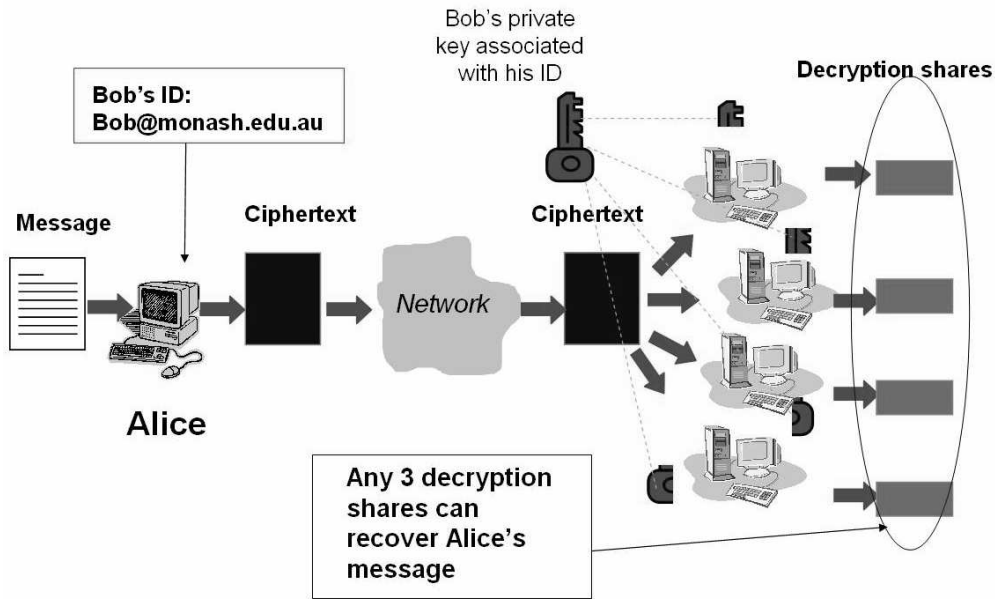 Bob's private
key associated
with his ID
Decryption shares
Bob's ID:
Bob@monash.edu.au
Message
Ciphertext
Ciphertext
Network
Alice
Any 3 decryption
shares can
recover Alice's
message